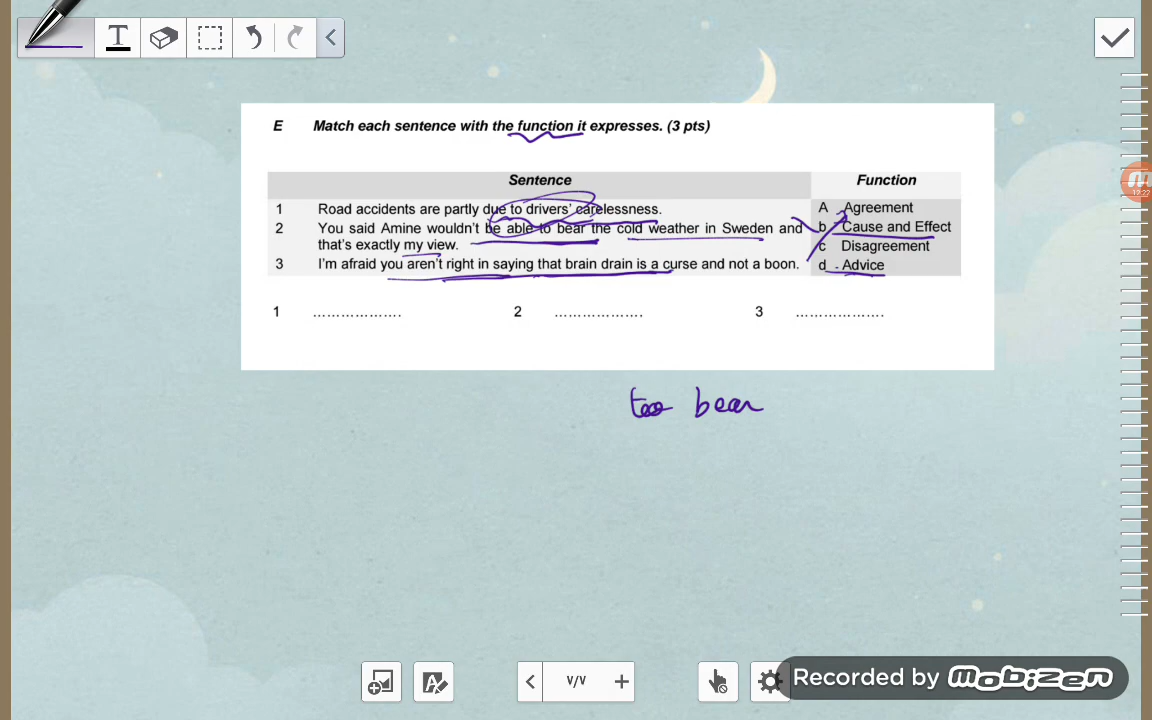 T
E Match each sentence with the function it expresses. (3 pts)
Sentence Function
1 Road accidents are partly due to drivers' carelessness. A Agreement
2 You said Amine wouldn't be able to bear the cold weather in Sweden and b Cause and Effect
that's exactly my view. c Disagreement
3 I'm afraid you aren't right in saying that brain drain is a curse and not a boon. d - Advice
1 .................... 2 .................... 3 ....................
bear
12:22
A
V/V
Recorded by mobizen